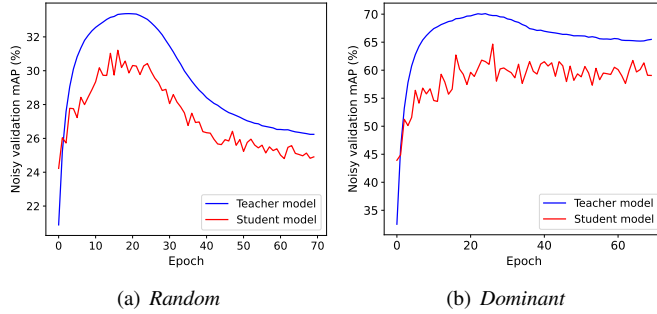 Noisy validation mAP (%)
32
30
28
26
24
22
0 10 20 30 40 50 60 70
Epoch
Teacher model
Student model
(a) Random
Noisy validation mAP (%)
70
65
60
55
50
45
40
35
0 20 40 60
Epoch
Teacher model
Student model
(b) Dominant